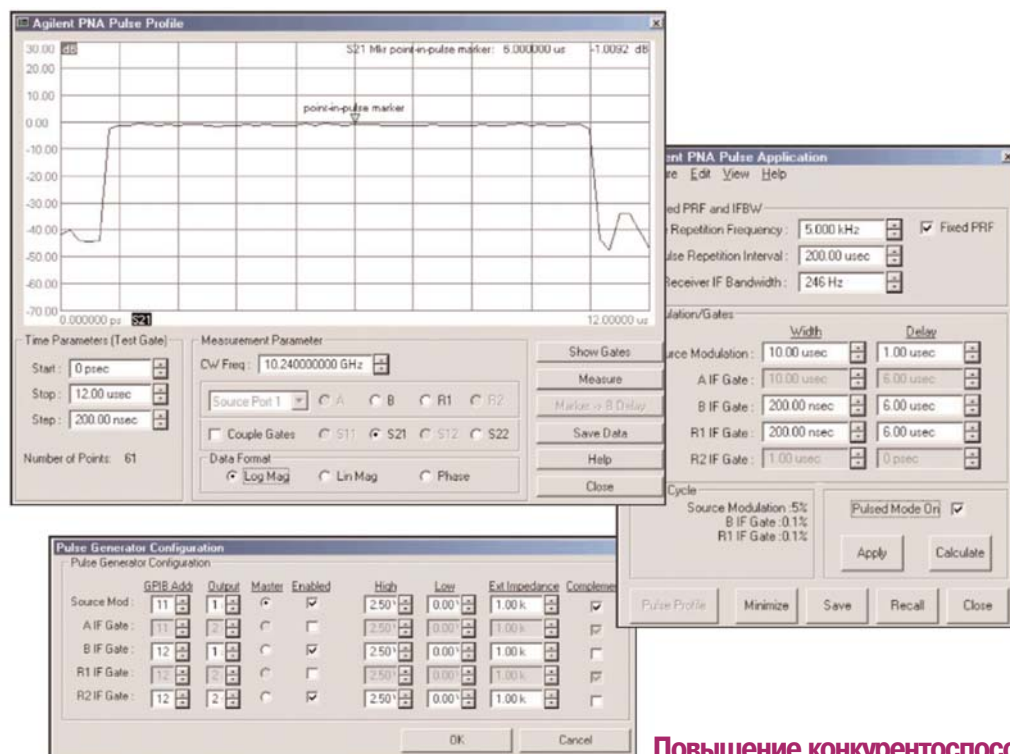 Agilent PNA Pulse Profile
30.00 dB
S21 Mkr point-in-pulse marker: 6.000000 us -1.0092 dB
20.00
10.00
point-in-pulse marker
0.00
-10.00
-20.00
-30.00
-40.00
-50.00
-60.00
-70.00
0.000000 ps S21 12.00000 us
Time Parameters (Test Gate)
Start: 0 psec
Stop: 12.00 usec
Step: 200.00 nsec
Number of Points: 61
Measurement Parameter
CW Freq: 10.240000000 GHz
Source Port 1 A B R1 R2
Couple Gates S11 S21 S12 S22
Data Format
Log Mag Lin Mag Phase
Show Gates
Measure
Marker -> B Delay
Save Data
Help
Close
ent PNA Pulse Application
re Edit View Help
ed PRF and IFBW
Repetition Frequency: 5.000 kHz Fixed PRF
ulse Repetition Interval: 200.00 usec
Receiver IF Bandwidth: 246 Hz
ulation/Gates
Width Delay
urce Modulation: 10.00 usec 1.00 usec
A IF Gate: 10.00 usec 6.00 usec
B IF Gate: 200.00 nsec 6.00 usec
R1 IF Gate: 200.00 nsec 6.00 usec
R2 IF Gate: 1.00 usec 0 psec
Cycle
Source Modulation :5%
B IF Gate :0.1%
R1 IF Gate :0.1%
Pulsed Mode On
Apply Calculate
Pulse Profile Minimize Save Recall Close
Pulse Generator Configuration
Pulse Generator Configuration
GPIB Addr Output Master Enabled High Low Ext Impedance Complemen
Source Mod: 11 1 2.50 0.00 1.00 k
A IF Gate: 11 2 2.50 0.00 1.00 k
B IF Gate: 12 1 2.50 0.00 1.00 k
R1 IF Gate: 12 2 2.50 0.00 1.00 k
R2 IF Gate: 12 2 2.50 0.00 1.00 k
OK Cancel
Повышение конкурентоспосо